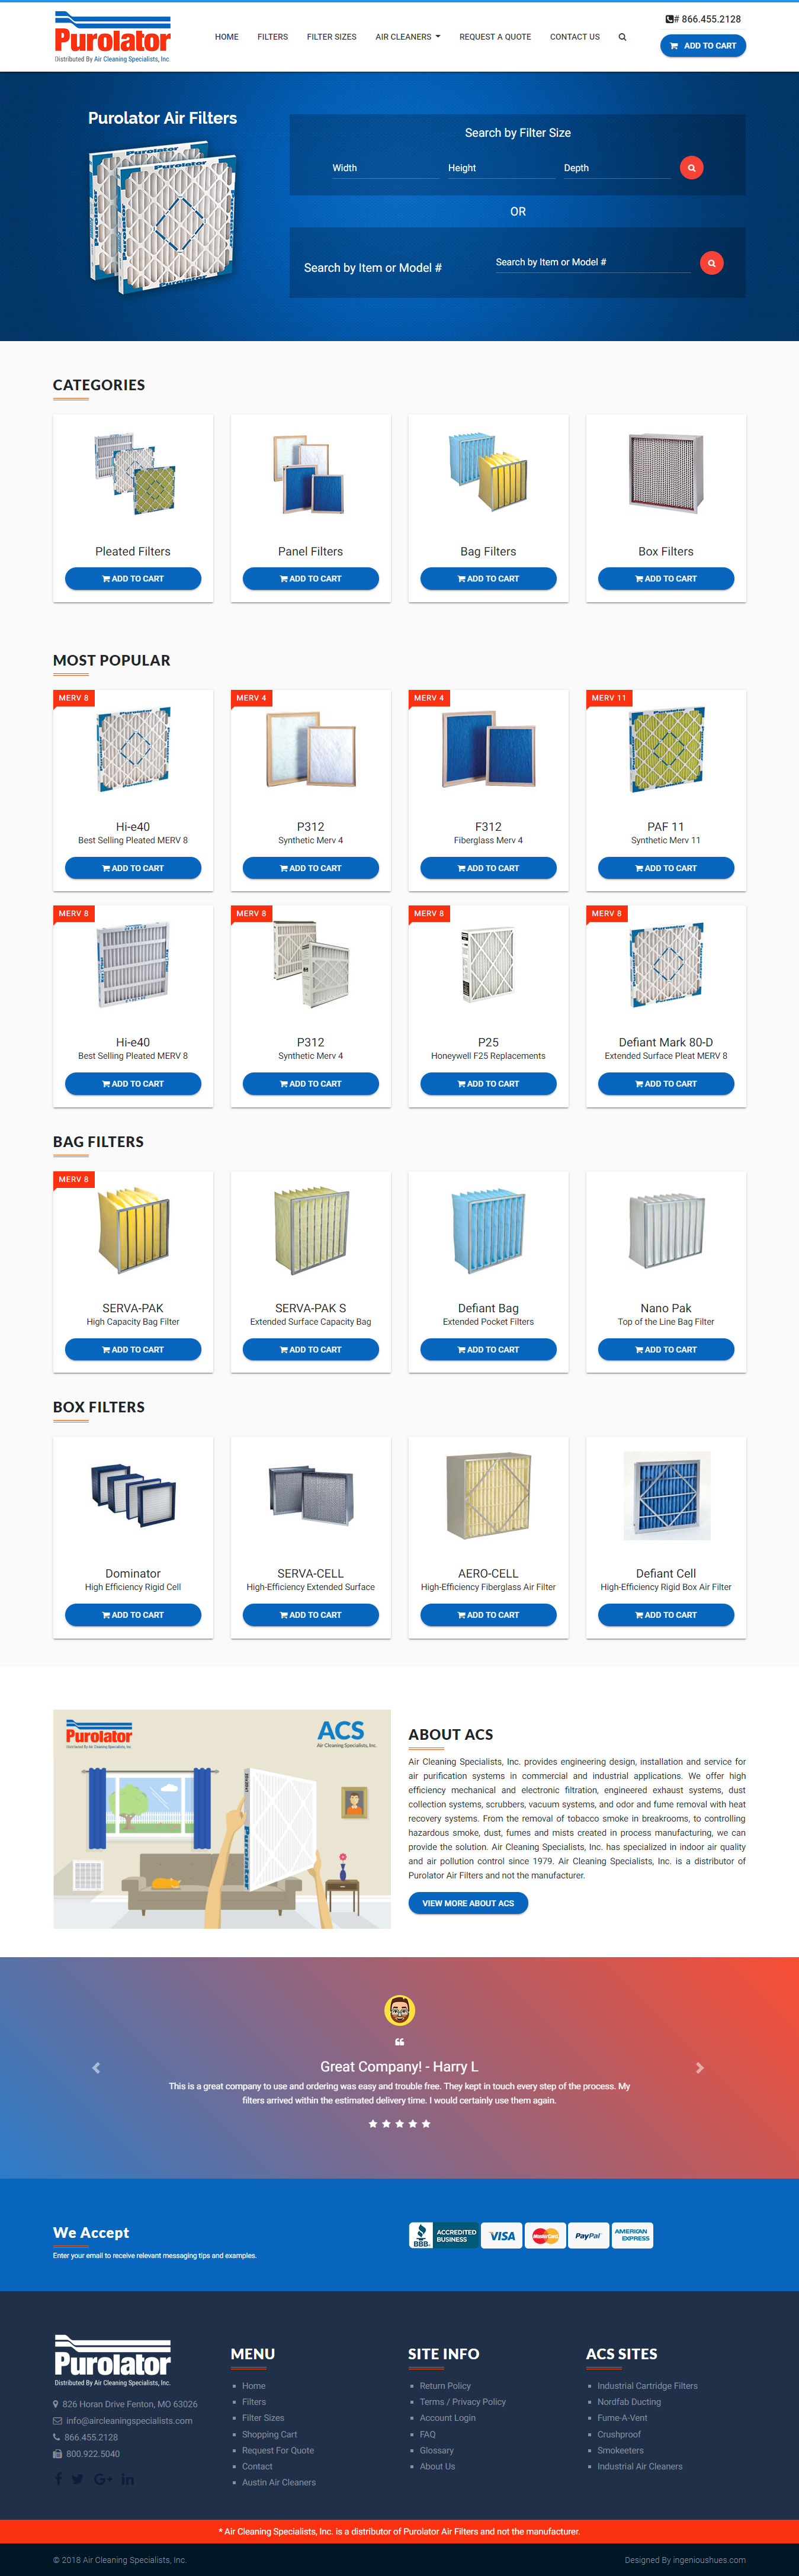 Purolator
Distributed By Air Cleaning Specialists, Inc.
HOME
FILTERS
FILTER SIZES
AIR CLEANERS
REQUEST A QUOTE
CONTACT US
# 866.455.2128
ADD TO CART
Purolator Air Filters
Search by Filter Size
Width
Height
Depth
OR
Search by Item or Model #
Search by Item or Model #
CATEGORIES
Pleated Filters
ADD TO CART
Panel Filters
ADD TO CART
Bag Filters
ADD TO CART
Box Filters
ADD TO CART
MOST POPULAR
MERV 8
Hi-e40
Best Selling Pleated MERV 8
ADD TO CART
MERV 4
P312
Synthetic Merv 4
ADD TO CART
MERV 4
F312
Fiberglass Merv 4
ADD TO CART
MERV 11
PAF 11
Synthetic Merv 11
ADD TO CART
MERV 8
Hi-e40
Best Selling Pleated MERV 8
ADD TO CART
MERV 8
P312
Synthetic Merv 4
ADD TO CART
MERV 8
P25
Honeywell F25 Replacements
ADD TO CART
MERV 8
Defiant Mark 80-D
Extended Surface Pleat MERV 8
ADD TO CART
BAG FILTERS
MERV 8
SERVA-PAK
High Capacity Bag Filter
ADD TO CART
SERVA-PAK S
Extended Surface Capacity Bag
ADD TO CART
Defiant Bag
Extended Pocket Filters
ADD TO CART
Nano Pak
Top of the Line Bag Filter
ADD TO CART
BOX FILTERS
Dominator
High Efficiency Rigid Cell
ADD TO CART
SERVA-CELL
High-Efficiency Extended Surface
ADD TO CART
AERO-CELL
High-Efficiency Fiberglass Air Filter
ADD TO CART
Defiant Cell
High-Efficiency Rigid Box Air Filter
ADD TO CART
Purolator
Distributed By Air Cleaning Specialists, Inc.
ACS
Air Cleaning Specialists, Inc.
ABOUT ACS
Air Cleaning Specialists, Inc. provides engineering design, installation and service for
air purification systems in commercial and industrial applications. We offer high
efficiency mechanical and electronic filtration, engineered exhaust systems, dust
collection systems, scrubbers, vacuum systems, and odor and fume removal with heat
recovery systems. From the removal of tobacco smoke in breakrooms, to controlling
hazardous smoke, dust, fumes and mists created in process manufacturing, we can
provide the solution. Air Cleaning Specialists, Inc. has specialized in indoor air quality
and air pollution control since 1979. Air Cleaning Specialists, Inc. is a distributor of
Purolator Air Filters and not the manufacturer.
VIEW MORE ABOUT ACS
Great Company! - Harry L
This is a great company to use and ordering was easy and trouble free. They kept in touch every step of the process. My
filters arrived within the estimated delivery time. I would certainly use them again.
We Accept
Enter your email to receive relevant messaging tips and examples.
BBB
ACCREDITED
BUSINESS
VISA
MasterCard
PayPal
AMERICAN
EXPRESS
Purolator
Distributed By Air Cleaning Specialists, Inc.
826 Horan Drive Fenton, MO 63026
info@aircleaningspecialists.com
866.455.2128
800.922.5040
MENU
Home
Filters
Filter Sizes
Shopping Cart
Request For Quote
Contact
Austin Air Cleaners
SITE INFO
Return Policy
Terms / Privacy Policy
Account Login
FAQ
Glossary
About Us
ACS SITES
Industrial Cartridge Filters
Nordfab Ducting
Fume-A-Vent
Crushproof
Smokeeters
Industrial Air Cleaners
* Air Cleaning Specialists, Inc. is a distributor of Purolator Air Filters and not the manufacturer.
© 2018 Air Cleaning Specialists, Inc.
Designed By ingenioushues.com